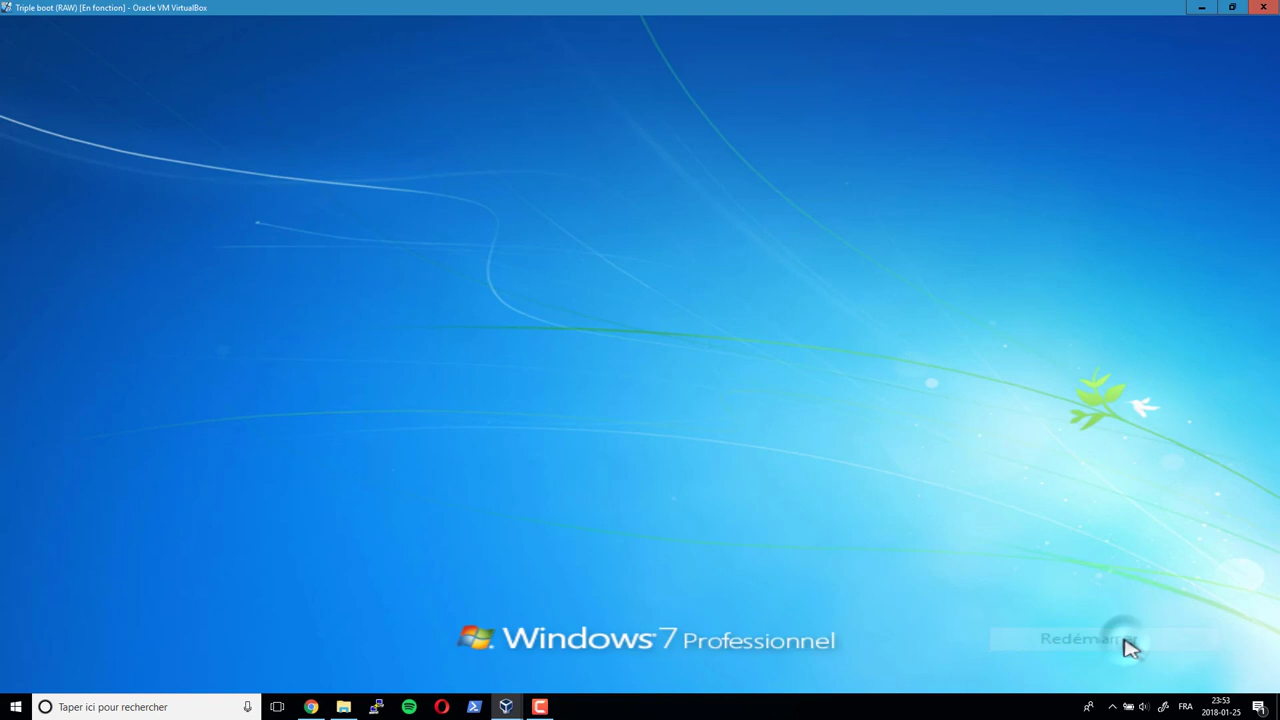 Triple boot (RAW) [En fonction] - Oracle VM VirtualBox
Windows 7 Professionnel
Redémarrer
Taper ici pour rechercher
FRA
23:53
2018-01-25
1